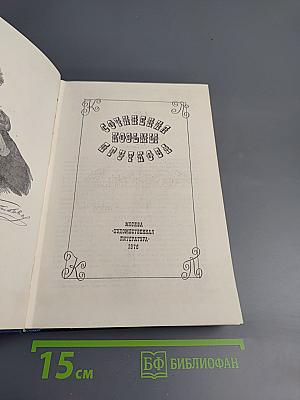 К П
СОЧИНЕНИЯ
КОЗЬМЫ
ПРУТКОВА
МОСКВА
«ХУДОЖЕСТВЕННАЯ
ЛИТЕРАТУРА»
1976
К П
15 см
БФ БИБЛИОФАН